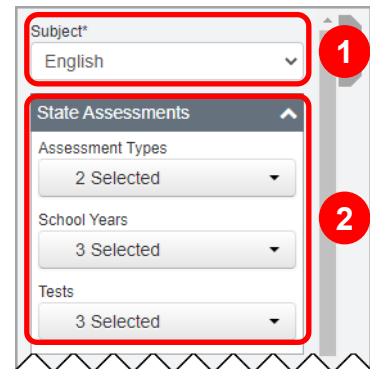 Subject*
English
1
State Assessments
Assessment Types
2 Selected
School Years
2
3 Selected
Tests
3 Selected